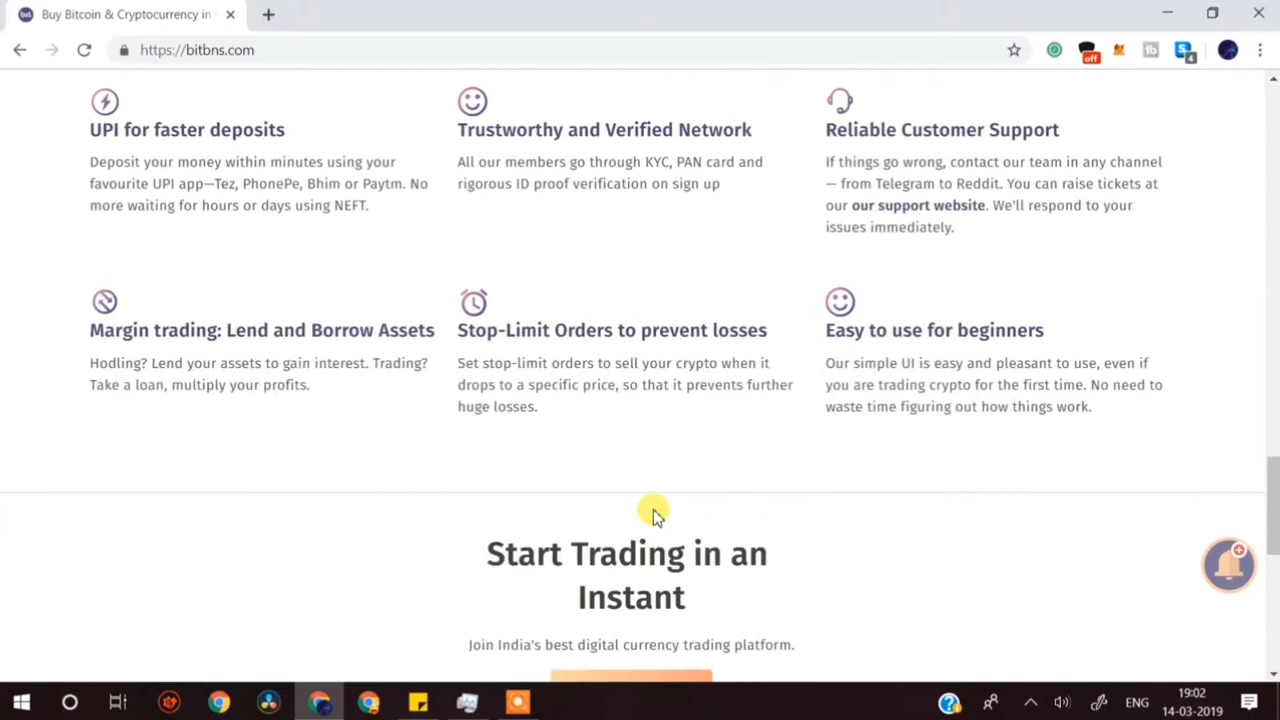 Buy Bitcoin & Cryptocurrency in
https://bitbns.com
off
4
UPI for faster deposits
Deposit your money within minutes using your
favourite UPI app—Tez, PhonePe, Bhim or Paytm. No
more waiting for hours or days using NEFT.
Trustworthy and Verified Network
All our members go through KYC, PAN card and
rigorous ID proof verification on sign up
Reliable Customer Support
If things go wrong, contact our team in any channel
— from Telegram to Reddit. You can raise tickets at
our our support website. We'll respond to your
issues immediately.
Margin trading: Lend and Borrow Assets
Hodling? Lend your assets to gain interest. Trading?
Take a loan, multiply your profits.
Stop-Limit Orders to prevent losses
Set stop-limit orders to sell your crypto when it
drops to a specific price, so that it prevents further
huge losses.
Easy to use for beginners
Our simple UI is easy and pleasant to use, even if
you are trading crypto for the first time. No need to
waste time figuring out how things work.
Start Trading in an
Instant
Join India's best digital currency trading platform.
ENG
19:02
14-03-2019